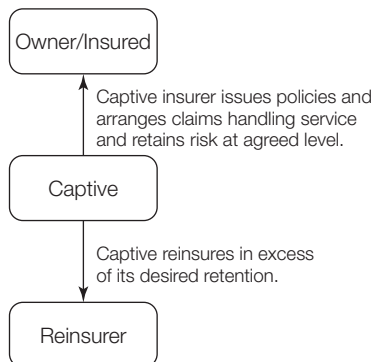 Owner/Insured
Captive insurer issues policies and
arranges claims handling service
and retains risk at agreed level.
Captive
Captive reinsures in excess
of its desired retention.
Reinsurer